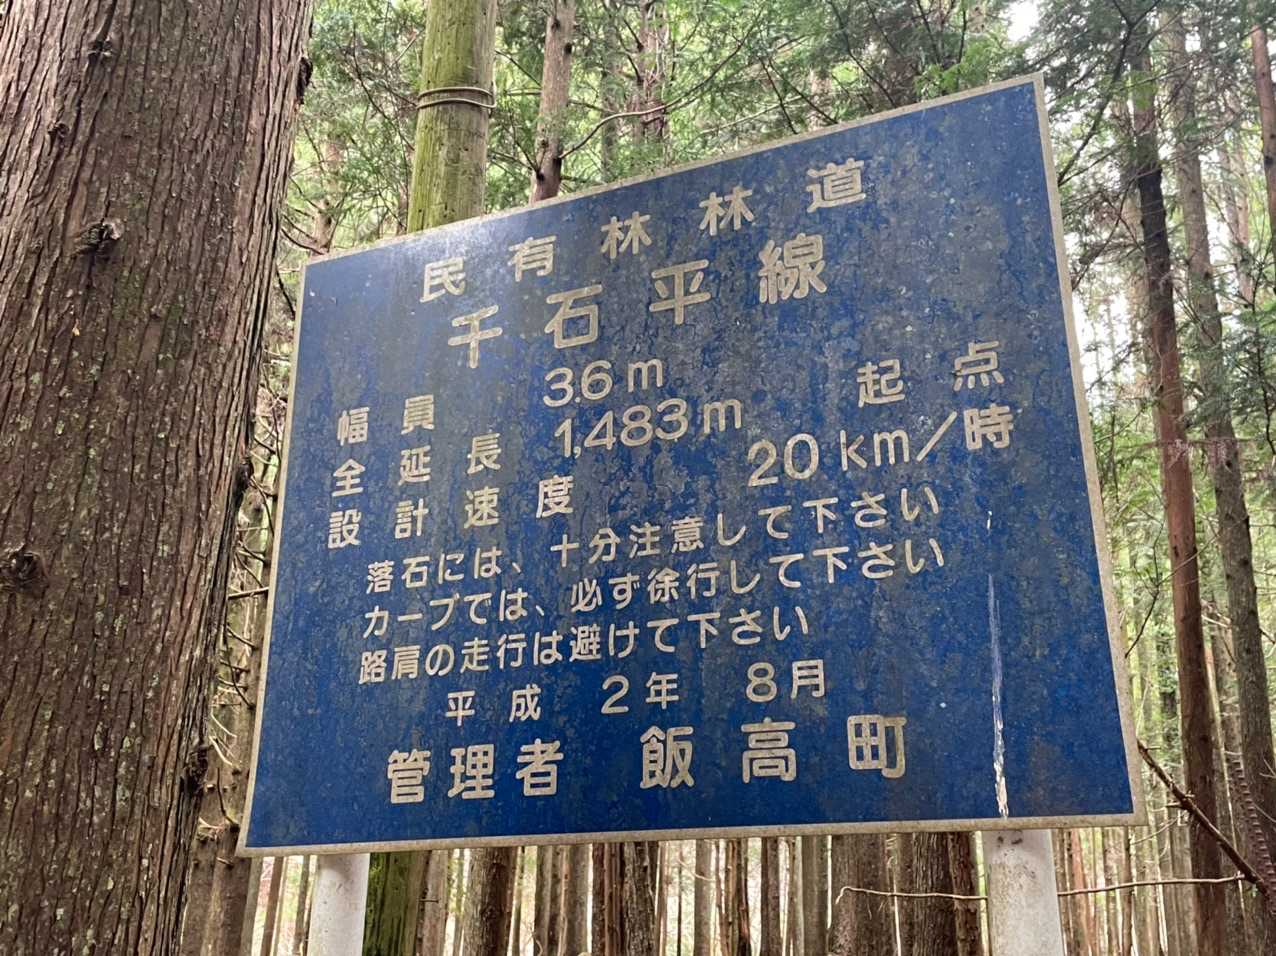 民有林林道
千石平線
幅員 3.6m 起点
全延長 1,483m
設計速度 20km/時
落石には、十分注意して下さい
カーブでは、必ず徐行して下さい
路肩の走行は避けて下さい
平成2年8月
管理者 飯高町